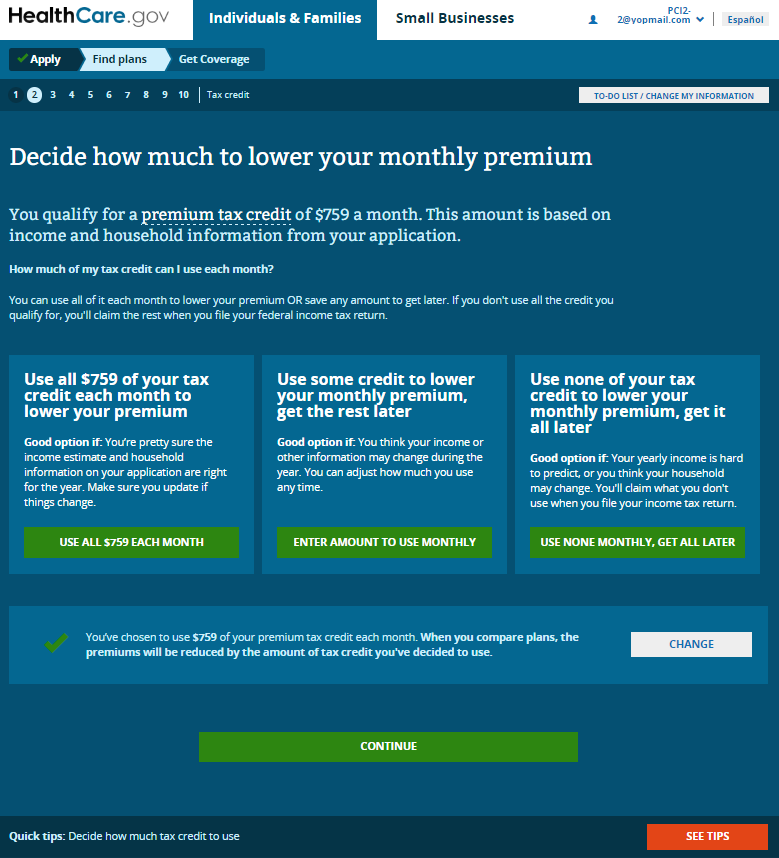 HealthCare.gov
Individuals & Families
Small Businesses
PCI2-
2@yopmail.com
Español
Apply
Find plans
Get Coverage
1 2 3 4 5 6 7 8 9 10 Tax credit
TO-DO LIST / CHANGE MY INFORMATION
Decide how much to lower your monthly premium
You qualify for a premium tax credit of $759 a month. This amount is based on
income and household information from your application.
How much of my tax credit can I use each month?
You can use all of it each month to lower your premium OR save any amount to get later. If you don't use all the credit you
qualify for, you'll claim the rest when you file your federal income tax return.
Use all $759 of your tax
credit each month to
lower your premium
Good option if: You're pretty sure the
income estimate and household
information on your application are right
for the year. Make sure you update if
things change.
USE ALL $759 EACH MONTH
Use some credit to lower
your monthly premium,
get the rest later
Good option if: You think your income or
other information may change during the
year. You can adjust how much you use
any time.
ENTER AMOUNT TO USE MONTHLY
Use none of your tax
credit to lower your
monthly premium, get it
all later
Good option if: Your yearly income is hard
to predict, or you think your household
may change. You'll claim what you don't
use when you file your income tax return.
USE NONE MONTHLY, GET ALL LATER
You've chosen to use $759 of your premium tax credit each month. When you compare plans, the
premiums will be reduced by the amount of tax credit you've decided to use.
CHANGE
CONTINUE
Quick tips: Decide how much tax credit to use
SEE TIPS